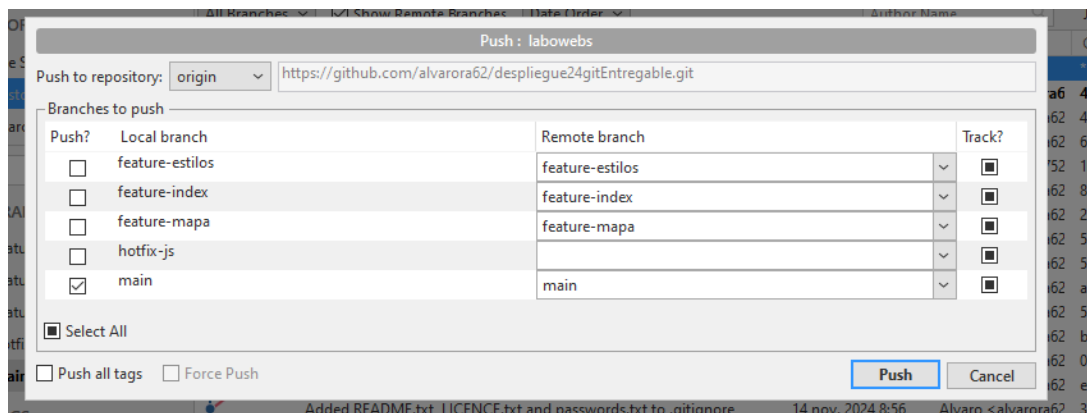 All Branches Show Remote Branches Date Order Author Name
Push : labowebs
Push to repository: origin https://github.com/alvarora62/despliegue24gitEntregable.git
Branches to push
Push? Local branch Remote branch Track?
feature-estilos feature-estilos
feature-index feature-index
feature-mapa feature-mapa
hotfix-js
main main
Select All
Push all tags Force Push Push Cancel
Added README.txt, LICENCE.txt and passwords.txt to .gitignore 14 nov. 2024 8:56 Alvaro <alvarora62